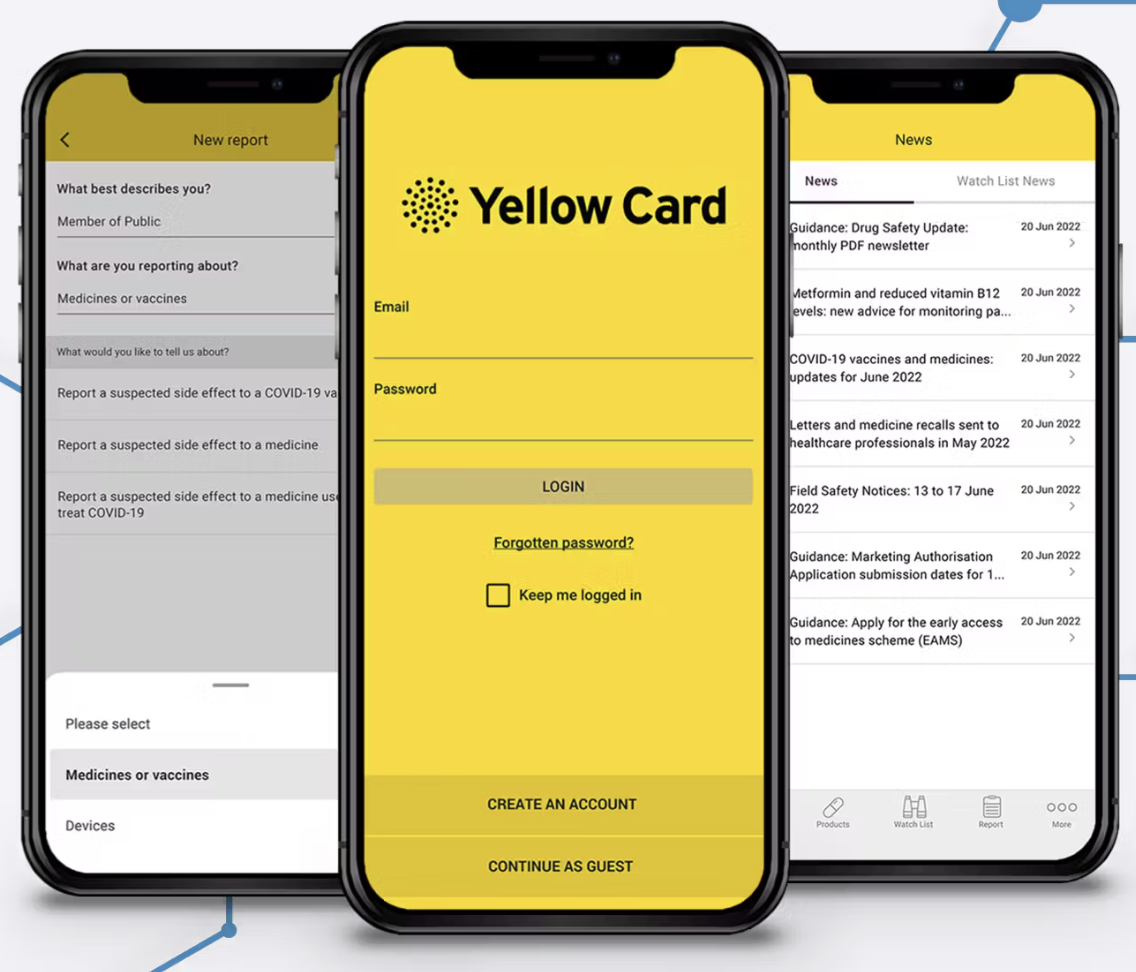 New report
What best describes you?
Member of Public
What are you reporting about?
Medicines or vaccines
What would you like to tell us about?
Report a suspected side effect to a COVID-19 va
Report a suspected side effect to a medicine
Report a suspected side effect to a medicine use
treat COVID-19
Please select
Medicines or vaccines
Devices
Yellow Card
Email
Password
LOGIN
Forgotten password?
Keep me logged in
CREATE AN ACCOUNT
CONTINUE AS GUEST
News
News Watch List News
Guidance: Drug Safety Update: 20 Jun 2022
monthly PDF newsletter
Metformin and reduced vitamin B12 20 Jun 2022
levels: new advice for monitoring pa...
COVID-19 vaccines and medicines: 20 Jun 2022
updates for June 2022
Letters and medicine recalls sent to 20 Jun 2022
healthcare professionals in May 2022
Field Safety Notices: 13 to 17 June 20 Jun 2022
2022
Guidance: Marketing Authorisation 20 Jun 2022
Application submission dates for 1...
Guidance: Apply for the early access 20 Jun 2022
to medicines scheme (EAMS)
Products Watch List Report More